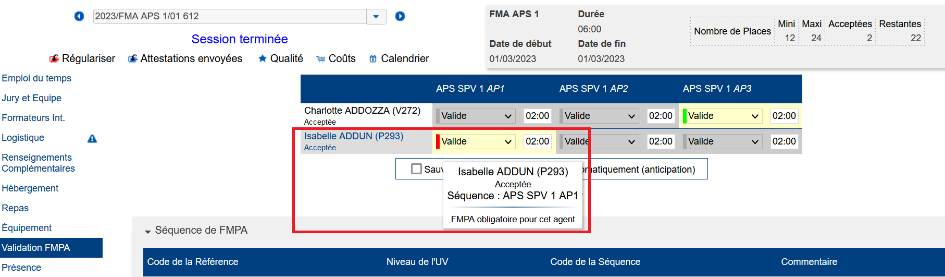 2023/FMA APS 1/01 612
Session terminée
Régulariser Attestations envoyées Qualité Coûts Calendrier
FMA APS 1 Durée
06:00
Date de début Date de fin
01/03/2023 01/03/2023
Mini Maxi Acceptées Restantes
Nombre de Places 12 24 2 22
Emploi du temps
Jury et Equipe
Formateurs Int.
Logistique
Renseignements
Complémentaires
Hébergement
Repas
Équipement
Validation FMPA
Présence
APS SPV 1 AP1 APS SPV 1 AP2 APS SPV 1 AP3
Charlotte ADDOZZA (V272) Valide 02:00 Valide 02:00 Valide 02:00
Acceptée
Isabelle ADDUN (P293) Valide 02:00 Valide 02:00 Valide 02:00
Acceptée
Sauv matiquement (anticipation)
Isabelle ADDUN (P293)
Acceptée
Séquence : APS SPV 1 AP1
FMPA obligatoire pour cet agent
Séquence de FMPA
Code de la Référence Niveau de l'UV Code de la Séquence Commentaire